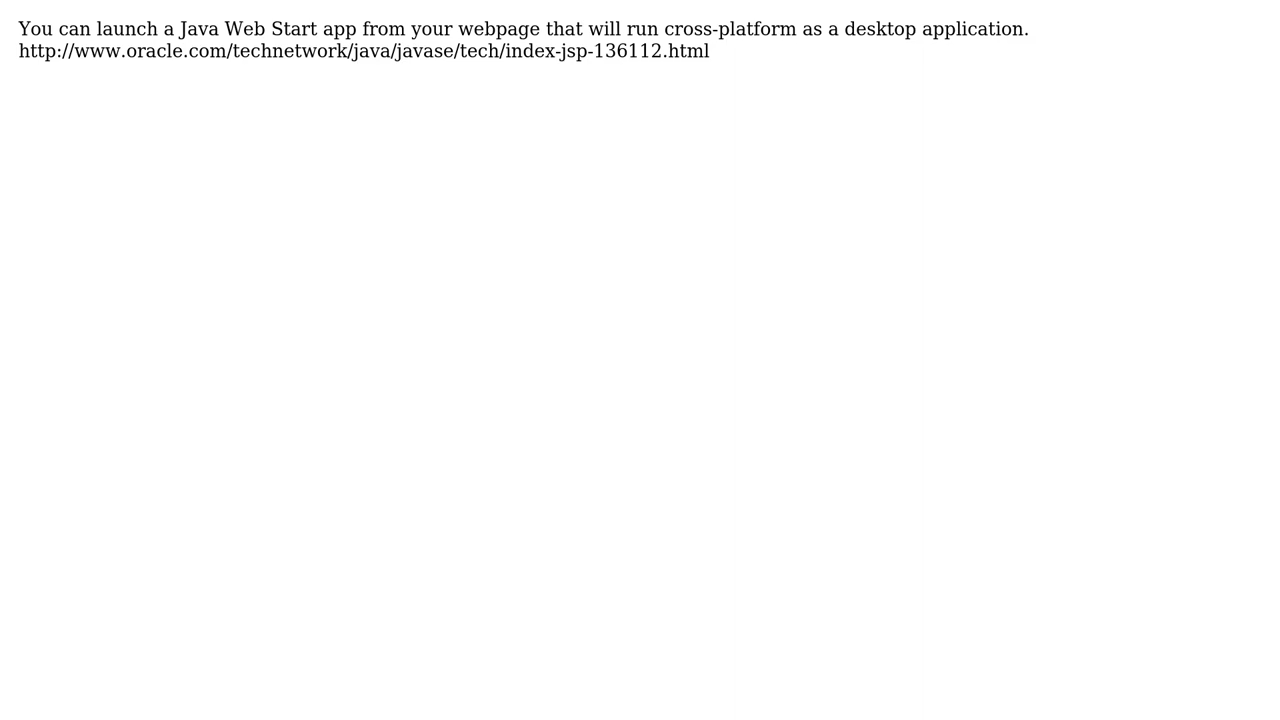 You can launch a Java Web Start app from your webpage that will run cross-platform as a desktop application.
http://www.oracle.com/technetwork/java/javase/tech/index-jsp-136112.html